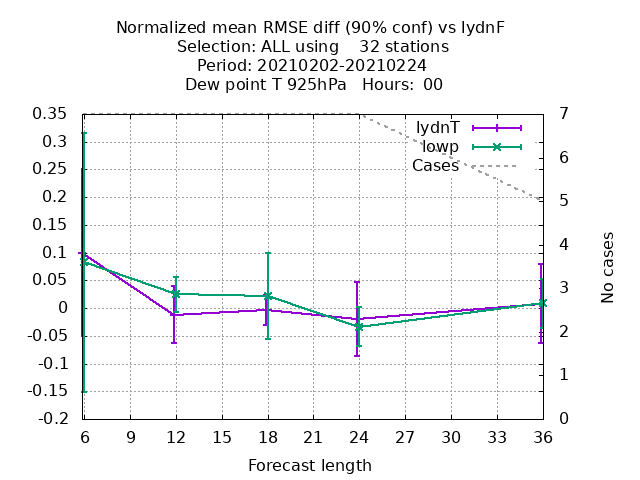 Normalized mean RMSE diff (90% conf) vs lydnF
Selection: ALL using    32 stations
Period: 20210202-20210224
Dew point T 925hPa   Hours:  00
lydnT
lowp
Cases
0.35
0.3
0.25
0.2
0.15
0.1
0.05
0
-0.05
-0.1
-0.15
-0.2
7
6
5
4
3
2
1
0
No cases
6 9 12 15 18 21 24 27 30 33 36
Forecast length